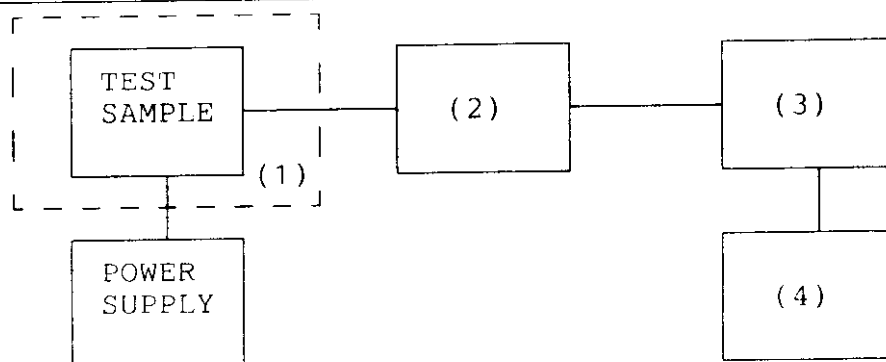 TEST
SAMPLE
(1)
(2)
(3)
POWER
SUPPLY
(4)